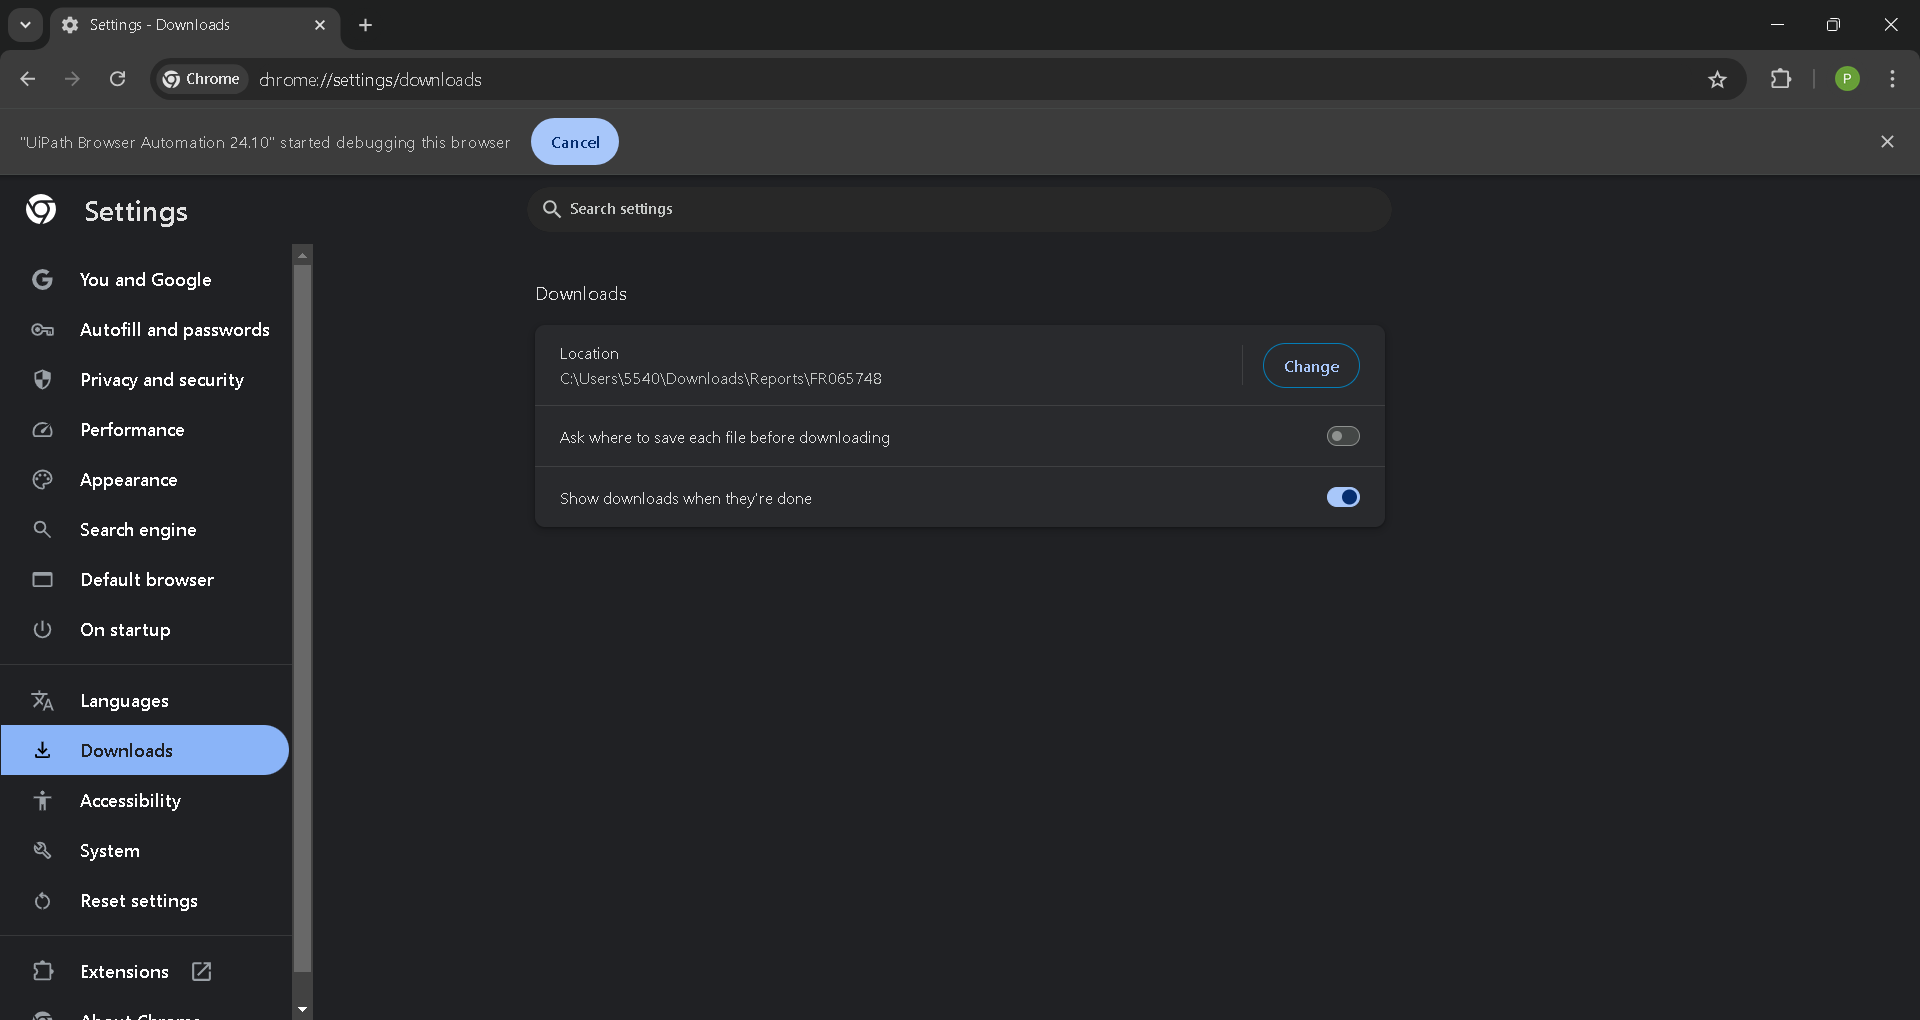 Settings - Downloads
Chrome
chrome://settings/downloads
P
"UiPath Browser Automation 24.10" started debugging this browser
Cancel
Settings
Search settings
You and Google
Autofill and passwords
Privacy and security
Performance
Appearance
Search engine
Default browser
On startup
Languages
Downloads
Accessibility
System
Reset settings
Extensions
About Chrome
Downloads
Location
C:\Users\5540\Downloads\Reports\FR065748
Change
Ask where to save each file before downloading
Show downloads when they're done